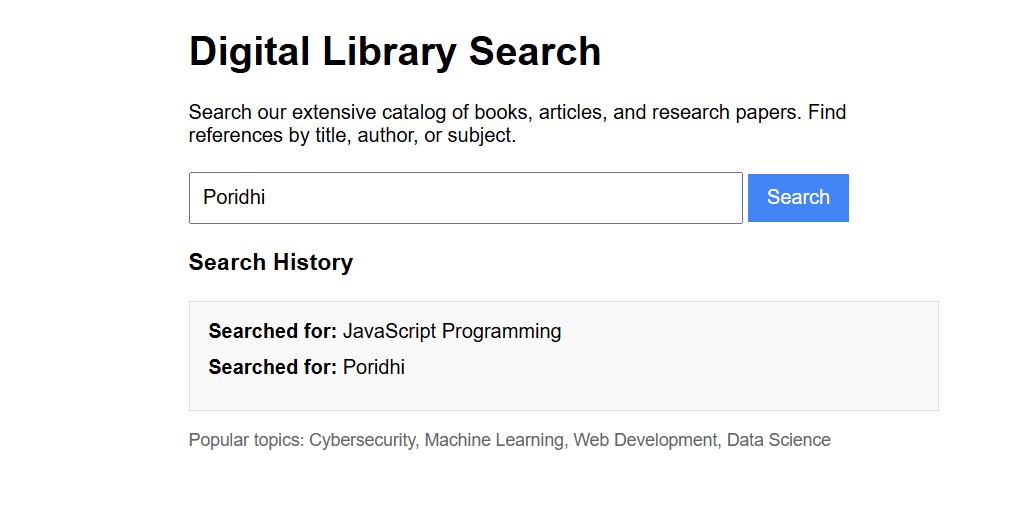 Digital Library Search
Search our extensive catalog of books, articles, and research papers. Find
references by title, author, or subject.
Poridhi
Search
Search History
Searched for: JavaScript Programming
Searched for: Poridhi
Popular topics: Cybersecurity, Machine Learning, Web Development, Data Science